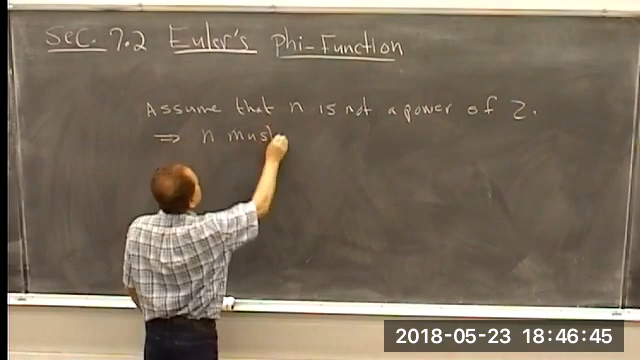 Sec. 7.2 Euler's Phi-Function
Assume that n is not a power of 2.
⇒ n must
2018-05-23 18:46:45